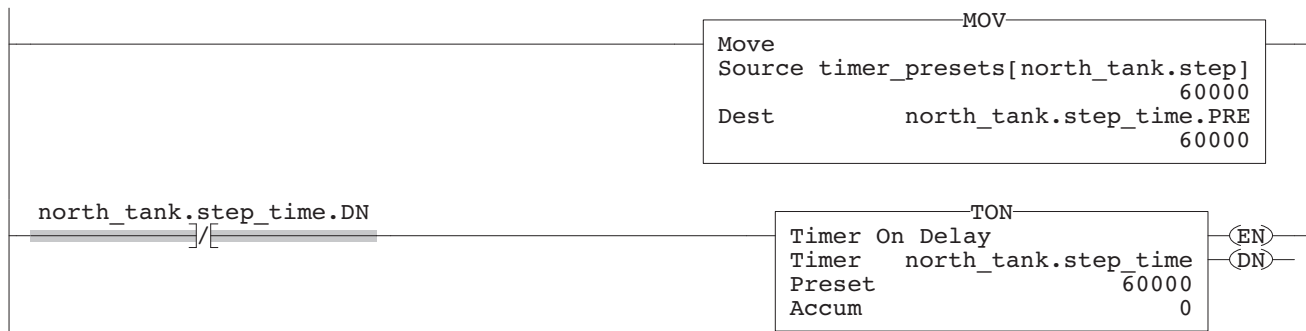 MOV
Move
Source timer_presets[north_tank.step]
60000
Dest north_tank.step_time.PRE
60000
north_tank.step_time.DN
TON
Timer On Delay
EN
Timer north_tank.step_time
DN
Preset 60000
Accum 0